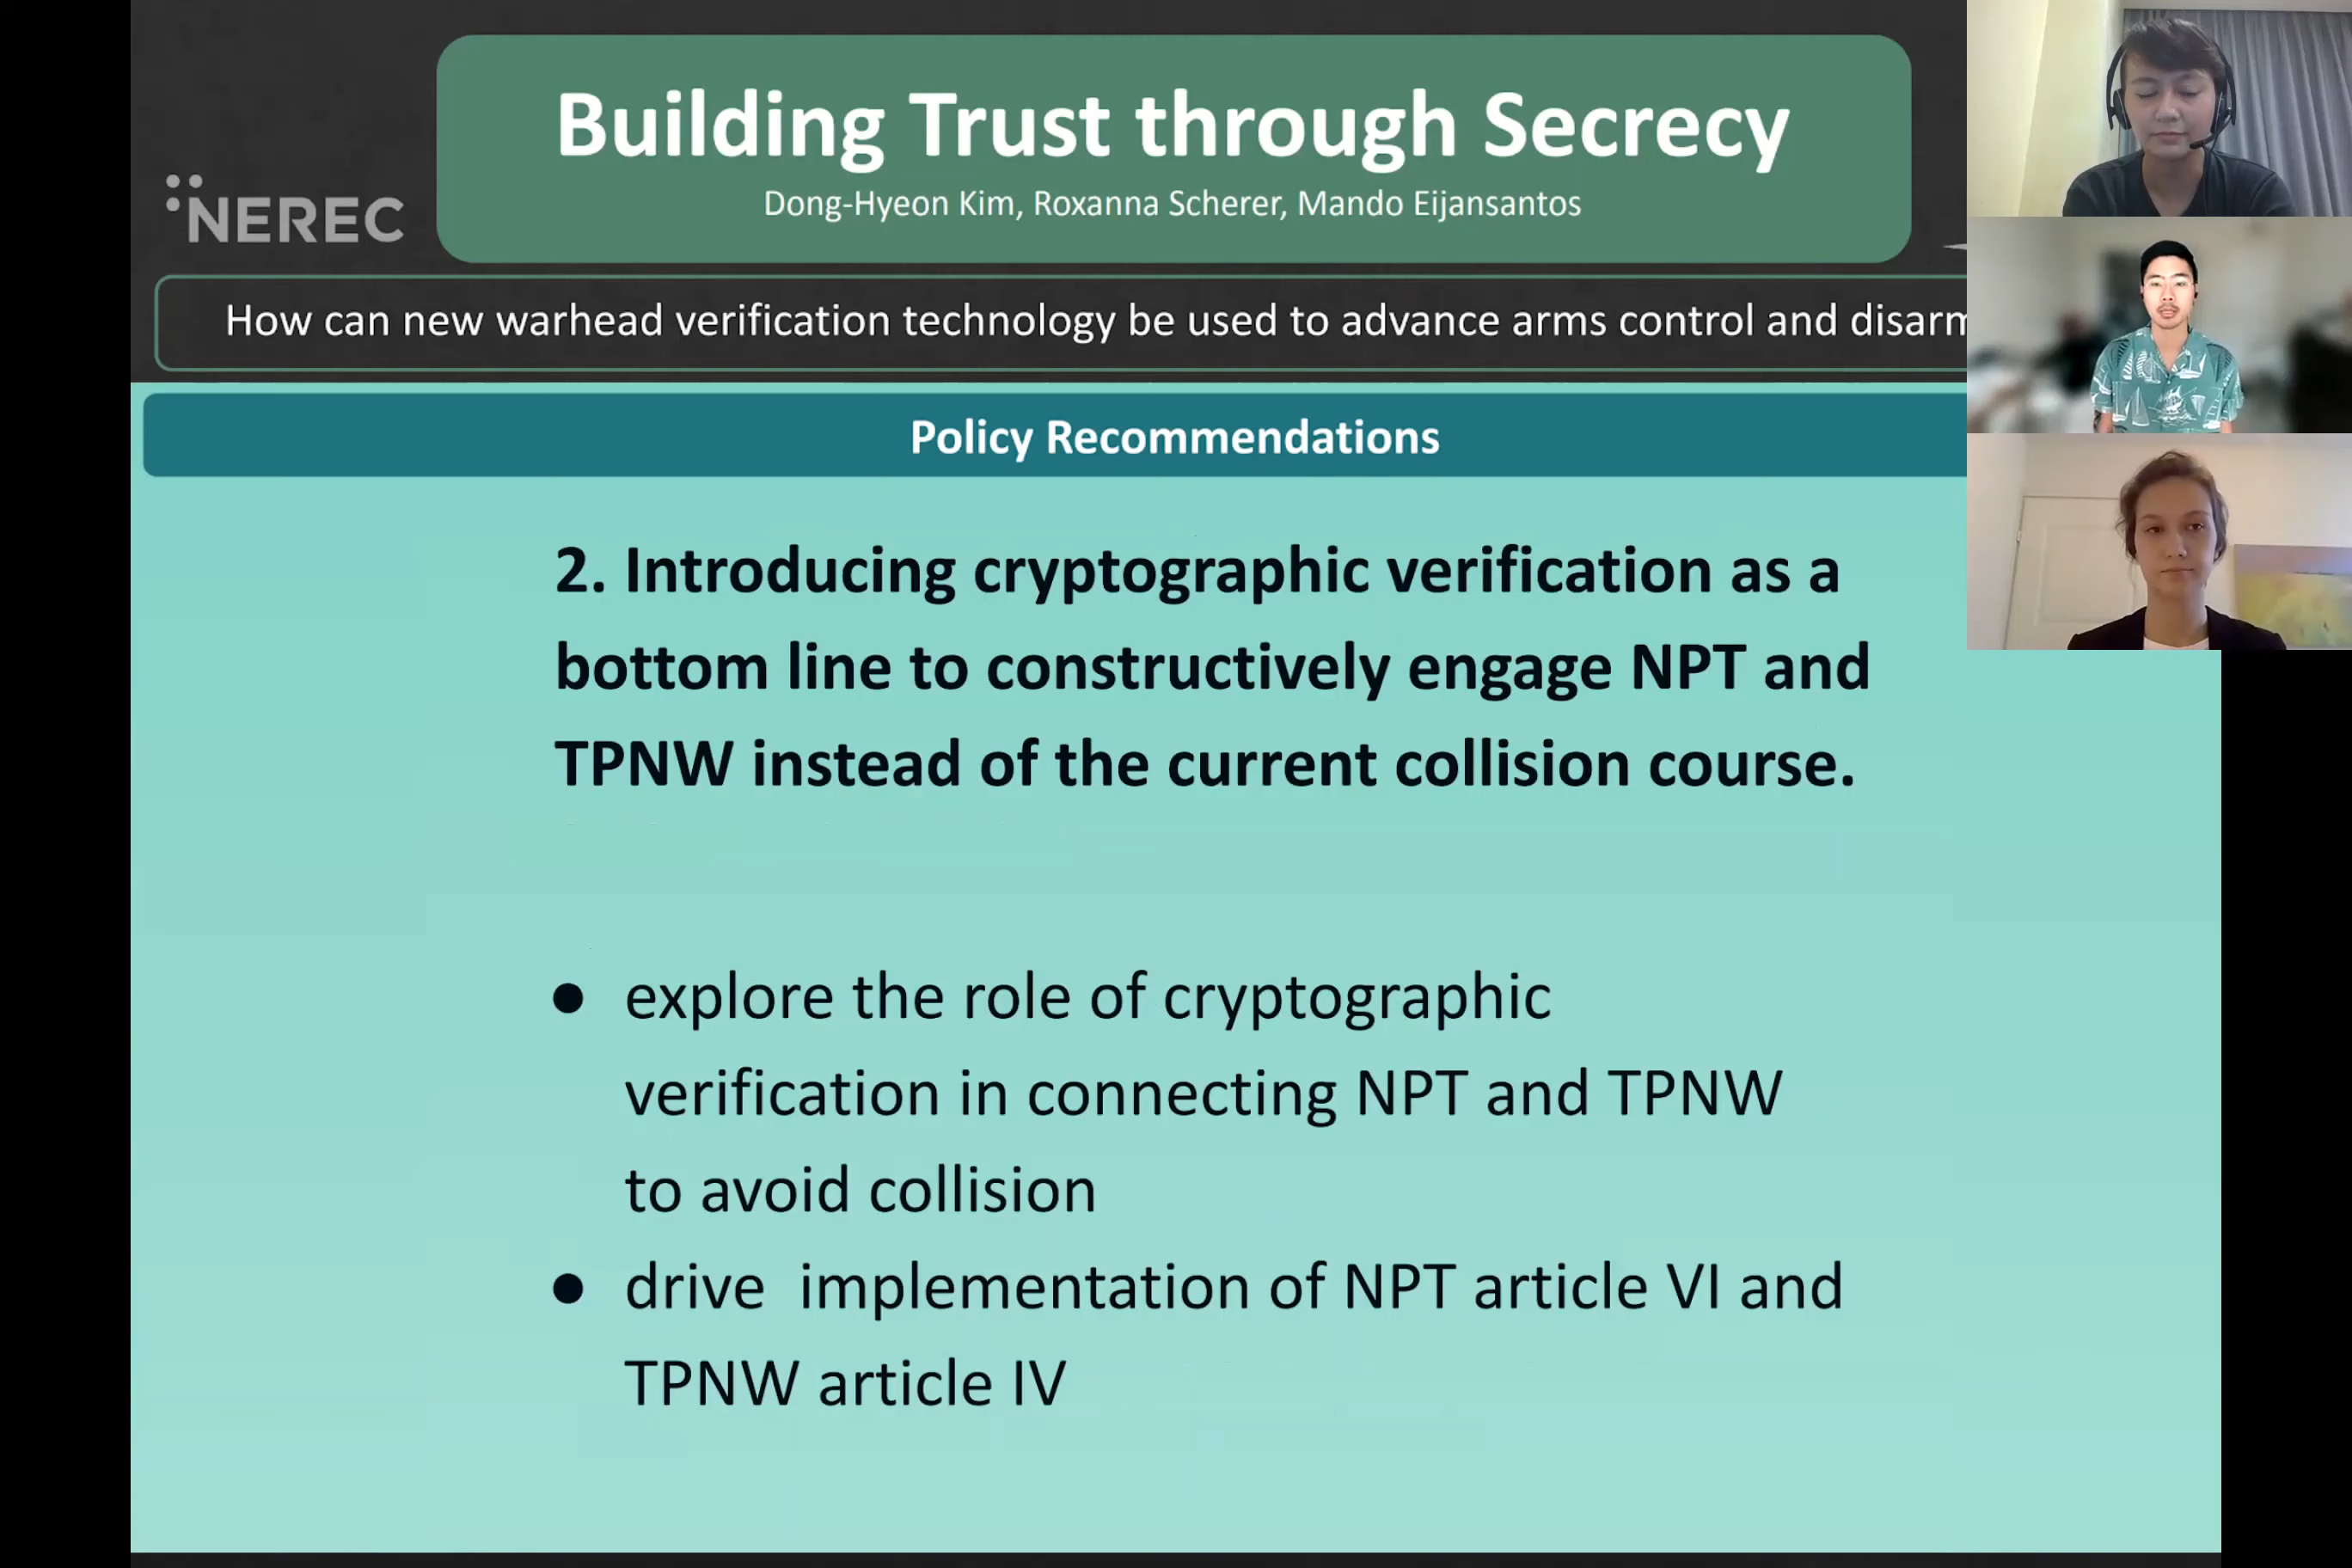 Building Trust through Secrecy
Dong-Hyeon Kim, Roxanna Scherer, Mando Eijansantos
NEREC
How can new warhead verification technology be used to advance arms control and disarm
Policy Recommendations
2. Introducing cryptographic verification as a
bottom line to constructively engage NPT and
TPNW instead of the current collision course.
● explore the role of cryptographic
verification in connecting NPT and TPNW
to avoid collision
● drive  implementation of NPT article VI and
TPNW article IV